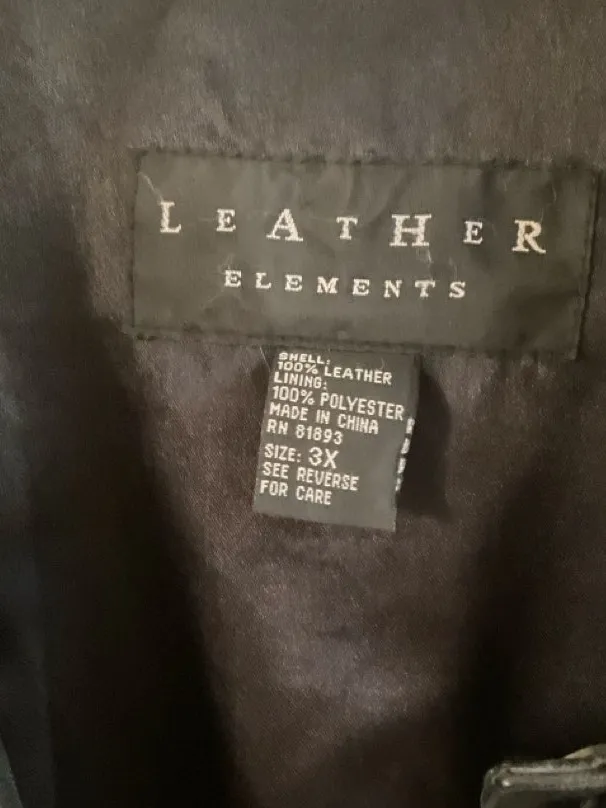 LEATHER
ELEMENTS
SHELL:
100% LEATHER
LINING:
100% POLYESTER
MADE IN CHINA
RN 81893
SIZE: 3X
SEE REVERSE
FOR CARE